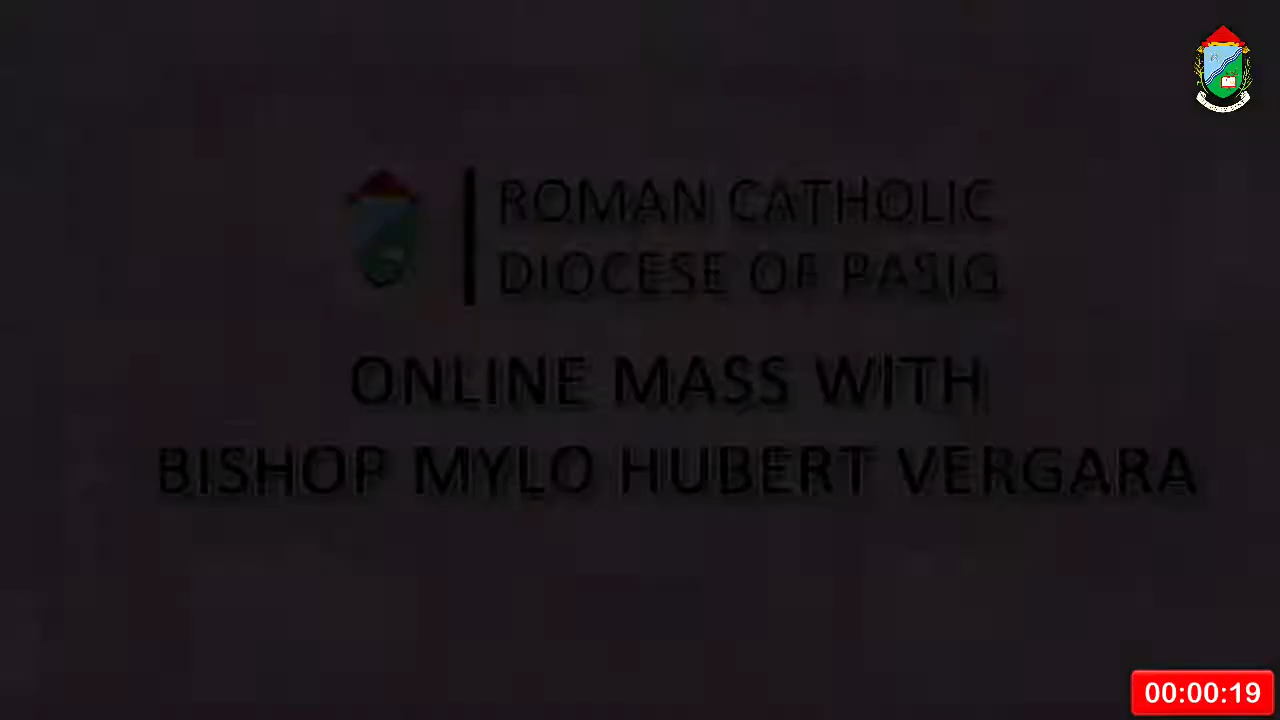 ROMAN CATHOLIC
DIOCESE OF PASIG
ONLINE MASS WITH
BISHOP MYLO HUBERT VERGARA
00:00:19